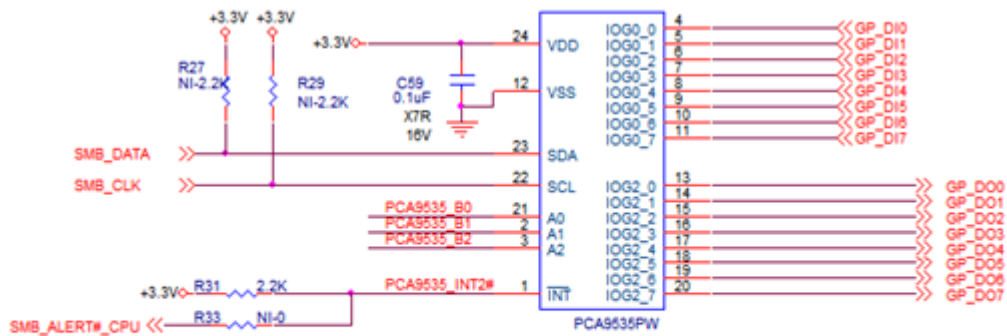 +3.3V +3.3V
+3.3V
R27
NI-2.2K
R29
NI-2.2K
C59
0.1uF
X7R
16V
SMB_DATA
SMB_CLK
PCA9535_B0
PCA9535_B1
PCA9535_B2
+3.3V R31 2.2K PCA9535_INT2#
SMB_ALERT#_CPU R33 NI-0
24 VDD
12 VSS
23 SDA
22 SCL
21 A0
2 A1
3 A2
1 INT
IOG0_0 4 GP_DI0
IOG0_1 5 GP_DI1
IOG0_2 6 GP_DI2
IOG0_3 7 GP_DI3
IOG0_4 8 GP_DI4
IOG0_5 9 GP_DI5
IOG0_6 10 GP_DI6
IOG0_7 11 GP_DI7
IOG2_0 13 GP_DO0
IOG2_1 14 GP_DO1
IOG2_2 15 GP_DO2
IOG2_3 16 GP_DO3
IOG2_4 17 GP_DO4
IOG2_5 18 GP_DO5
IOG2_6 19 GP_DO6
IOG2_7 20 GP_DO7
PCA9535PW